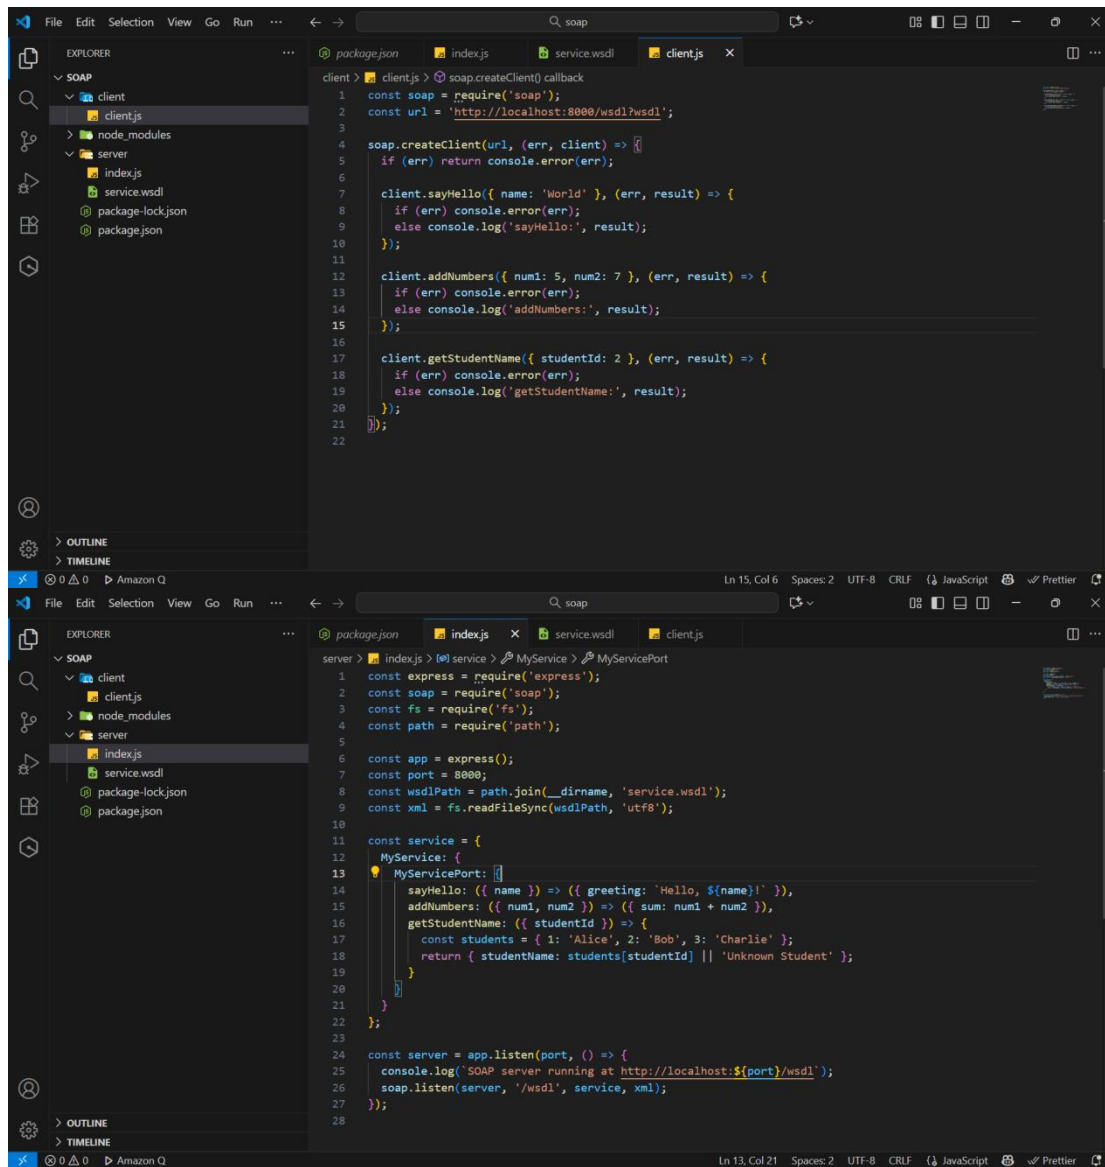 File Edit Selection View Go Run ··· soap
EXPLORER ···
SOAP
client
client.js
node_modules
server
index.js
service.wsdl
package-lock.json
package.json
OUTLINE
TIMELINE
package.json index.js service.wsdl client.js
client > client.js > soap.createClient() callback
1 const soap = require('soap');
2 const url = 'http://localhost:8000/wsdl?wsdl';
3
4 soap.createClient(url, (err, client) => {
5   if (err) return console.error(err);
6
7   client.sayHello({ name: 'World' }, (err, result) => {
8     if (err) console.error(err);
9     else console.log('sayHello:', result);
10   });
11
12   client.addNumbers({ num1: 5, num2: 7 }, (err, result) => {
13     if (err) console.error(err);
14     else console.log('addNumbers:', result);
15   });
16
17   client.getStudentName({ studentId: 2 }, (err, result) => {
18     if (err) console.error(err);
19     else console.log('getStudentName:', result);
20   });
21 });
22
0 0 Amazon Q Ln 15, Col 6 Spaces: 2 UTF-8 CRLF {} JavaScript Prettier
File Edit Selection View Go Run ··· soap
EXPLORER ···
SOAP
client
client.js
node_modules
server
index.js
service.wsdl
package-lock.json
package.json
OUTLINE
TIMELINE
package.json index.js service.wsdl client.js
server > index.js > service > MyService > MyServicePort
1 const express = require('express');
2 const soap = require('soap');
3 const fs = require('fs');
4 const path = require('path');
5
6 const app = express();
7 const port = 8000;
8 const wsdlPath = path.join(__dirname, 'service.wsdl');
9 const xml = fs.readFileSync(wsdlPath, 'utf8');
10
11 const service = {
12   MyService: {
13     MyServicePort: {
14       sayHello: ({ name }) => ({ greeting: `Hello, ${name}!` }),
15       addNumbers: ({ num1, num2 }) => ({ sum: num1 + num2 }),
16       getStudentName: ({ studentId }) => {
17         const students = { 1: 'Alice', 2: 'Bob', 3: 'Charlie' };
18         return { studentName: students[studentId] || 'Unknown Student' };
19       }
20     }
21   }
22 };
23
24 const server = app.listen(port, () => {
25   console.log(`SOAP server running at http://localhost:${port}/wsdl`);
26   soap.listen(server, '/wsdl', service, xml);
27 });
28
0 0 Amazon Q Ln 13, Col 21 Spaces: 2 UTF-8 CRLF {} JavaScript Prettier